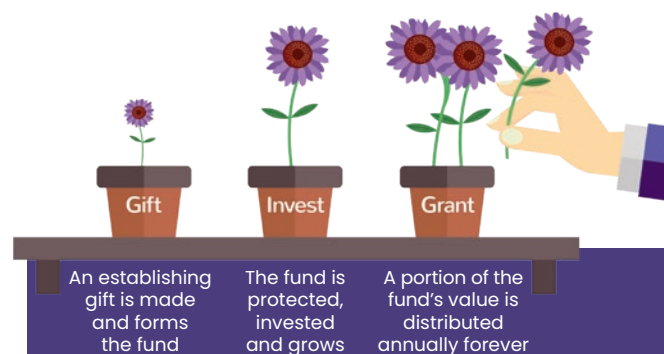 Gift
Invest
Grant
An establishing
gift is made
and forms
the fund
The fund is
protected,
invested
and grows
A portion of the
fund’s value is
distributed
annually forever